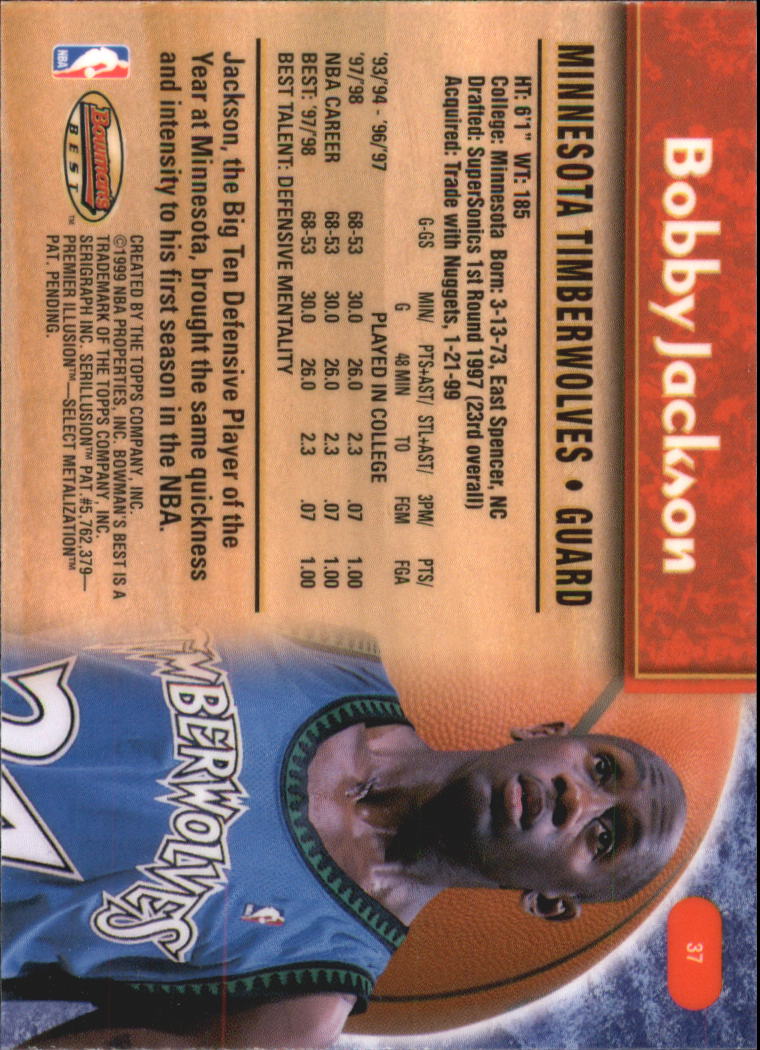 Bobby Jackson
37
MINNESOTA TIMBERWOLVES • GUARD
HT: 6'1" WT: 185
College: Minnesota Born: 3-13-73, East Spencer, NC
Drafted: SuperSonics 1st Round 1997 (23rd overall)
Acquired: Trade with Nuggets, 1-21-99
G-GS MIN/ PTS+AST/ STL+AST/ 3PM/ PTS/
G 48 MIN TO FGM FGA
'93/'94 - '96/'97 PLAYED IN COLLEGE
'97/'98 68-53 30.0 26.0 2.3 .07 1.00
NBA CAREER 68-53 30.0 26.0 2.3 .07 1.00
BEST: '97/'98 68-53 30.0 26.0 2.3 .07 1.00
BEST TALENT: DEFENSIVE MENTALITY
Jackson, the Big Ten Defensive Player of the
Year at Minnesota, brought the same quickness
and intensity to his first season in the NBA.
NBA
Bowman's
BEST™
CREATED BY THE TOPPS COMPANY, INC.
©1999 NBA PROPERTIES, INC. BOWMAN'S BEST IS A
TRADEMARK OF THE TOPPS COMPANY, INC.
SERIGRAPH INC. SERILLUSION™ PAT.#5,762,379—
PREMIER ILLUSION™—SELECT METALIZATION™
PAT. PENDING.
IMBERWOLVES